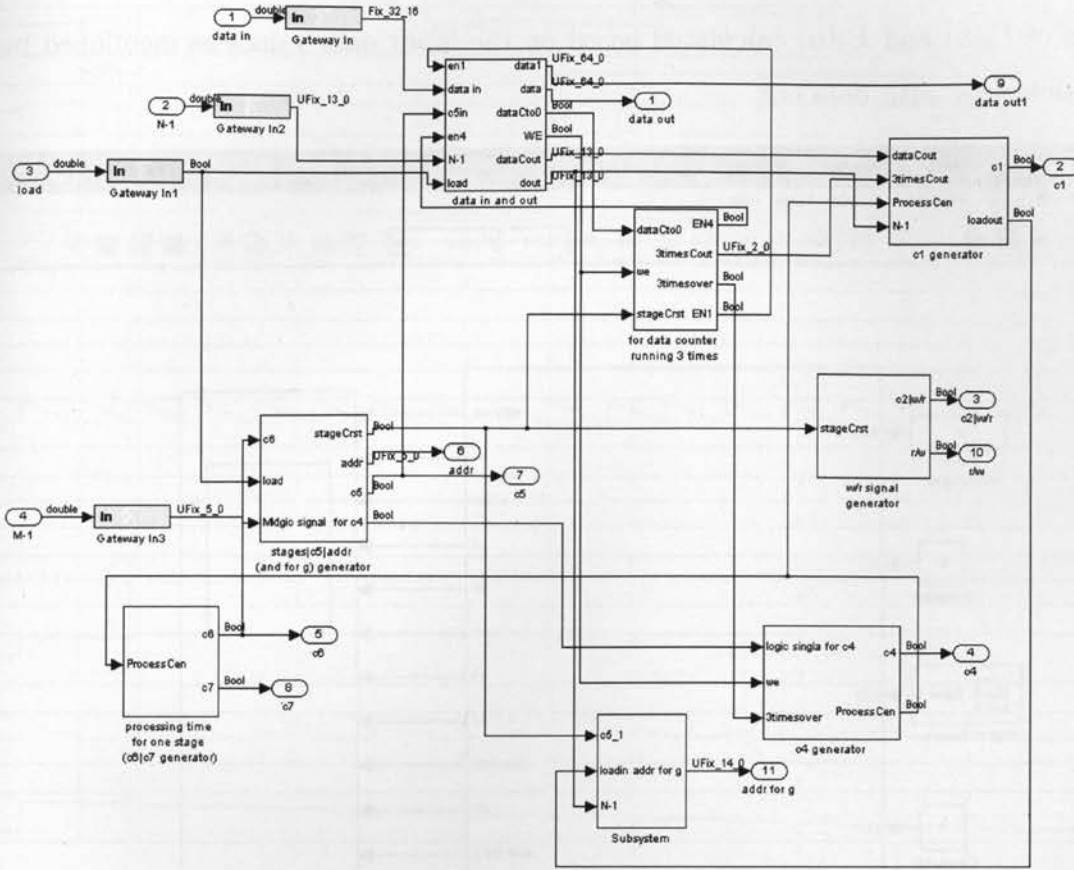 1
data in
double
In
Gateway In
Fix_32_16
2
N-1
double
In
Gateway In2
UFix_13_0
3
load
double
In
Gateway In1
Bool
en1
data in
c5in
en4
N-1
load
data1
data
dataCto0
WE
dataCout
dout
data in and out
UFix_64_0
UFix_64_0
Bool
Bool
UFix_13_0
UFix_13_0
9
data out1
1
data out
dataCout
3timesCout
ProcessCen
N-1
c1
loadout
c1 generator
Bool
Bool
2
c1
dataCto0
we
stageCrst
EN4
3timesCout
3timesover
EN1
for data counter
running 3 times
Bool
UFix_2_0
Bool
Bool
stageCrst
c2|w/r
r/w
w/r signal
generator
Bool
Bool
3
c2|w/r
10
r/w
c6
load
stageCrst
addr
c5
Midgio signal for c4
stages|c5|addr
(and for g) generator
Bool
UFix_5_0
Bool
Bool
6
addr
7
c5
4
M-1
double
In
Gateway In3
UFix_5_0
ProcessCen
c6
c7
processing time
for one stage
(c6|c7 generator)
Bool
Bool
5
c6
8
c7
logic singla for c4
we
3timesover
c4
ProcessCen
c4 generator
Bool
Bool
4
c4
c5_1
loadin addr for g
N-1
Subsystem
UFix_14_0
11
addr for g